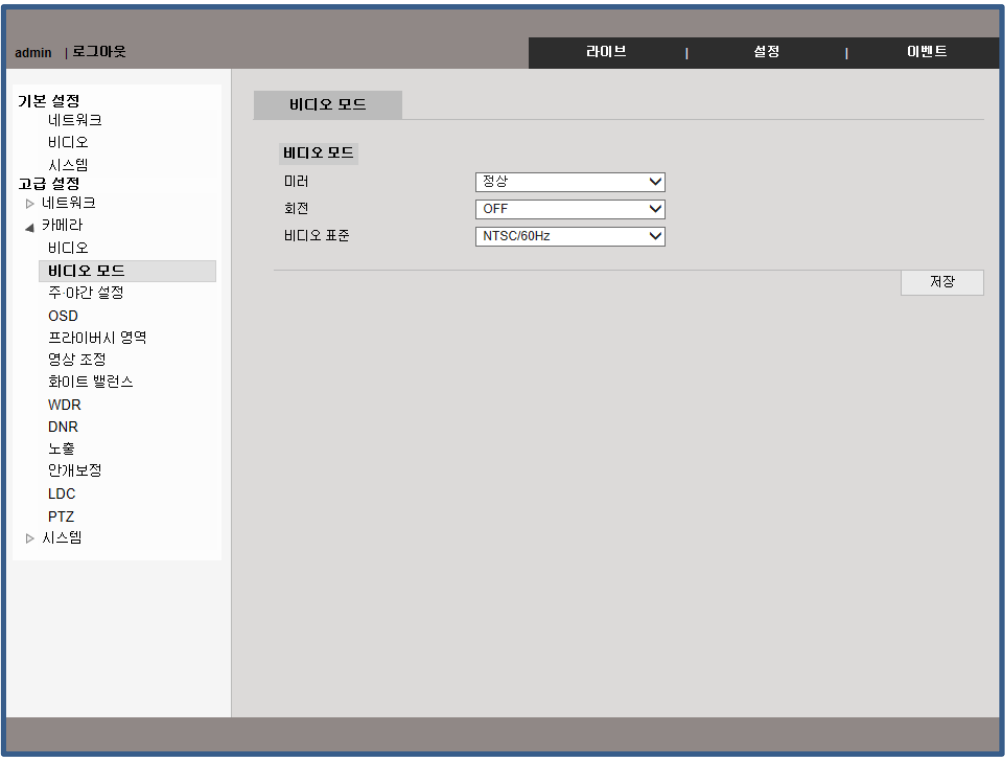 admin | 로그아웃
라이브 | 설정 | 이벤트
기본 설정
네트워크
비디오
시스템
고급 설정
네트워크
카메라
비디오
비디오 모드
주·야간 설정
OSD
프라이버시 영역
영상 조정
화이트 밸런스
WDR
DNR
노출
안개보정
LDC
PTZ
시스템
비디오 모드
비디오 모드
미러 정상
회전 OFF
비디오 표준 NTSC/60Hz
저장